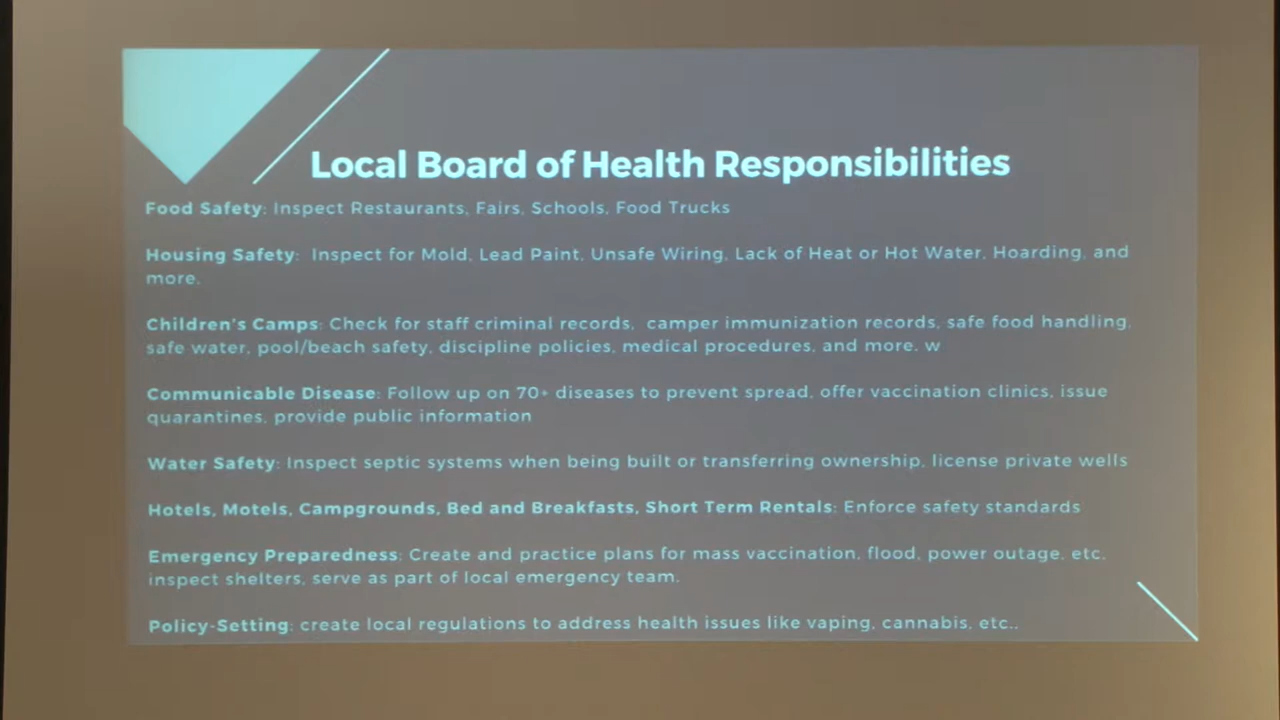 Local Board of Health Responsibilities
Food Safety: Inspect Restaurants, Fairs, Schools, Food Trucks
Housing Safety: Inspect for Mold, Lead Paint, Unsafe Wiring, Lack of Heat or Hot Water, Hoarding, and
more.
Children's Camps: Check for staff criminal records, camper immunization records, safe food handling,
safe water, pool/beach safety, discipline policies, medical procedures, and more. w
Communicable Disease: Follow up on 70+ diseases to prevent spread, offer vaccination clinics, issue
quarantines, provide public information
Water Safety: Inspect septic systems when being built or transferring ownership, license private wells
Hotels, Motels, Campgrounds, Bed and Breakfasts, Short Term Rentals: Enforce safety standards
Emergency Preparedness: Create and practice plans for mass vaccination, flood, power outage, etc.
inspect shelters, serve as part of local emergency team.
Policy-Setting: create local regulations to address health issues like vaping, cannabis, etc..